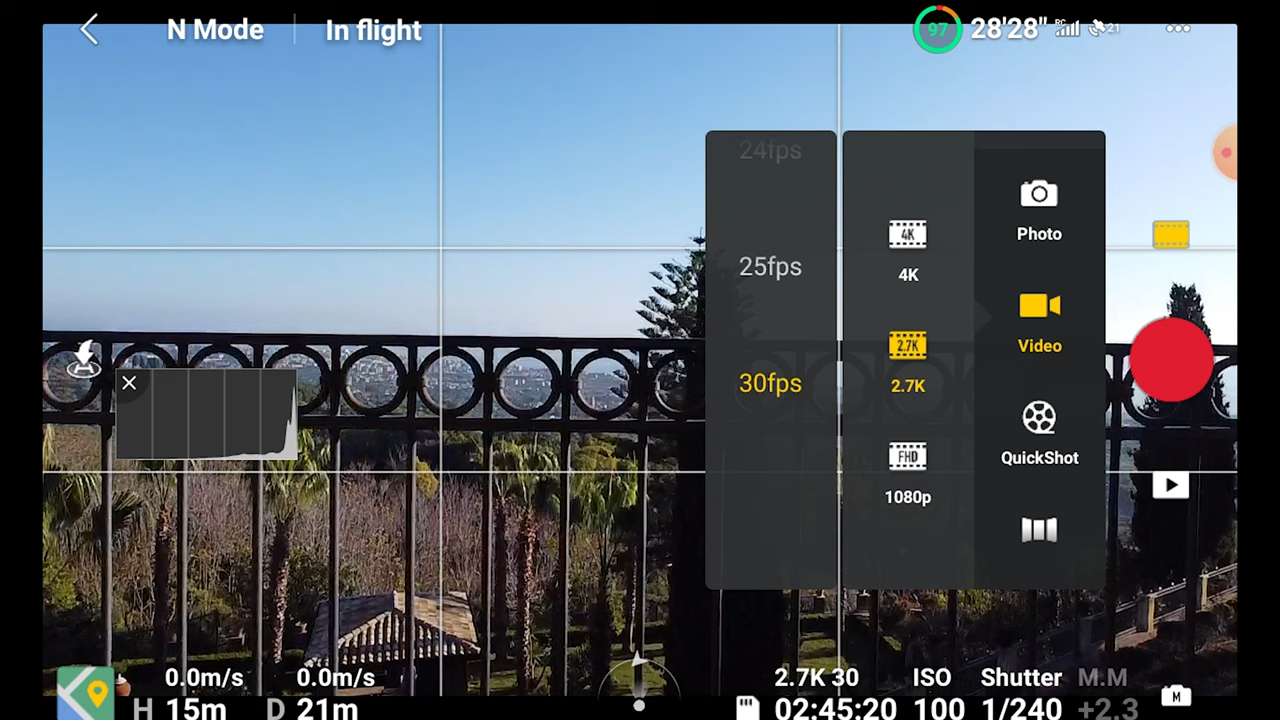 N Mode
In flight
97
28'28"
RC
21
24fps
25fps
30fps
4K
4K
2.7K
2.7K
FHD
1080p
Photo
Video
QuickShot
0.0m/s
0.0m/s
H 15m
D 21m
2.7K 30
02:45:20
ISO
100
Shutter
1/240
M.M
+2.3
M